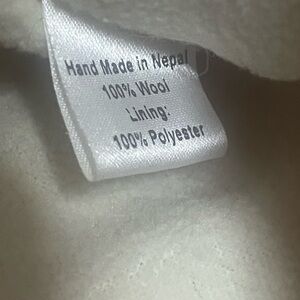 Hand Made in Nepal
100% Wool
Lining:
100% Polyester